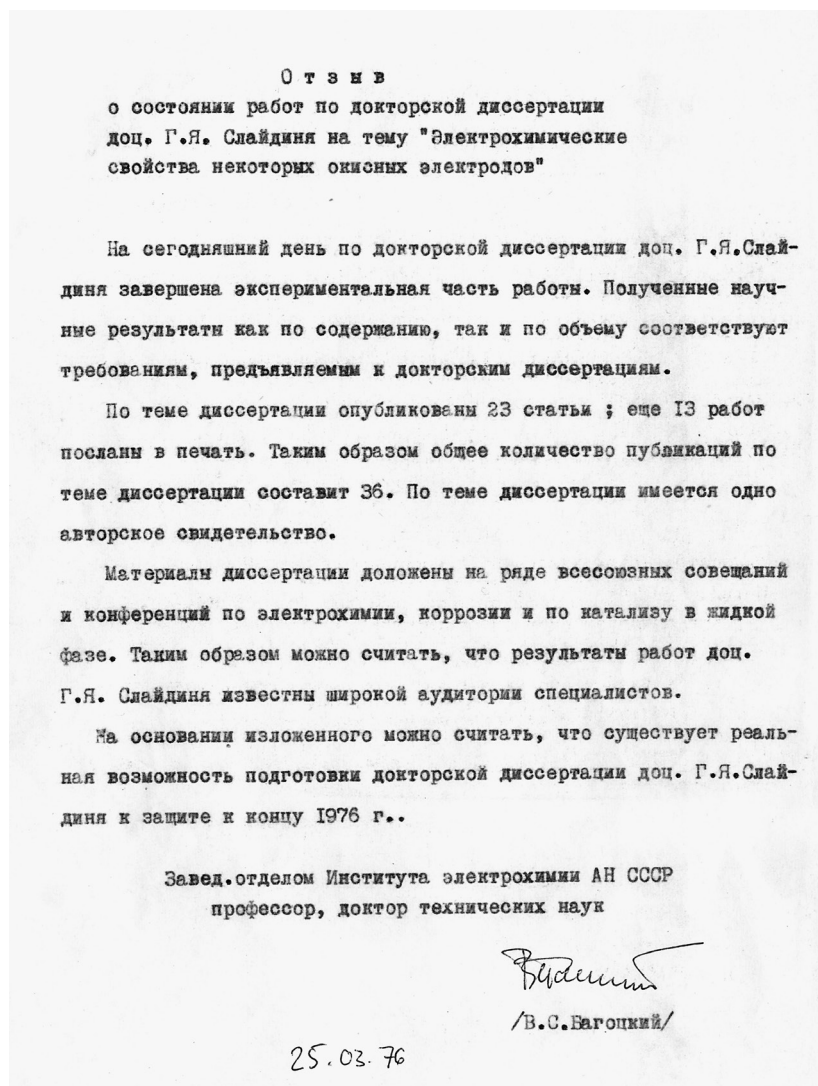 О т з ы в
о состоянии работ по докторской диссертации
доц. Г.Я. Слайдиня на тему "Электрохимические
свойства некоторых окисных электродов"
На сегодняшний день по докторской диссертации доц. Г.Я.Слай-
диня завершена экспериментальная часть работы. Полученные науч-
ные результаты как по содержанию, так и по объему соответствуют
требованиям, предъявляемым к докторским диссертациям.
По теме диссертации опубликованы 23 статьи ; еще 13 работ
посланы в печать. Таким образом общее количество публикаций по
теме диссертации составит 36. По теме диссертации имеется одно
авторское свидетельство.
Материалы диссертации доложены на ряде всесоюзных совещаний
и конференций по электрохимии, коррозии и по катализу в жидкой
фазе. Таким образом можно считать, что результаты работ доц.
Г.Я. Слайдиня известны широкой аудитории специалистов.
На основании изложенного можно считать, что существует реаль-
ная возможность подготовки докторской диссертации доц. Г.Я.Слай-
диня к защите к концу 1976 г..
Завед.отделом Института электрохимии АН СССР
профессор, доктор технических наук
/В.С.Багоцкий/
25.03.76